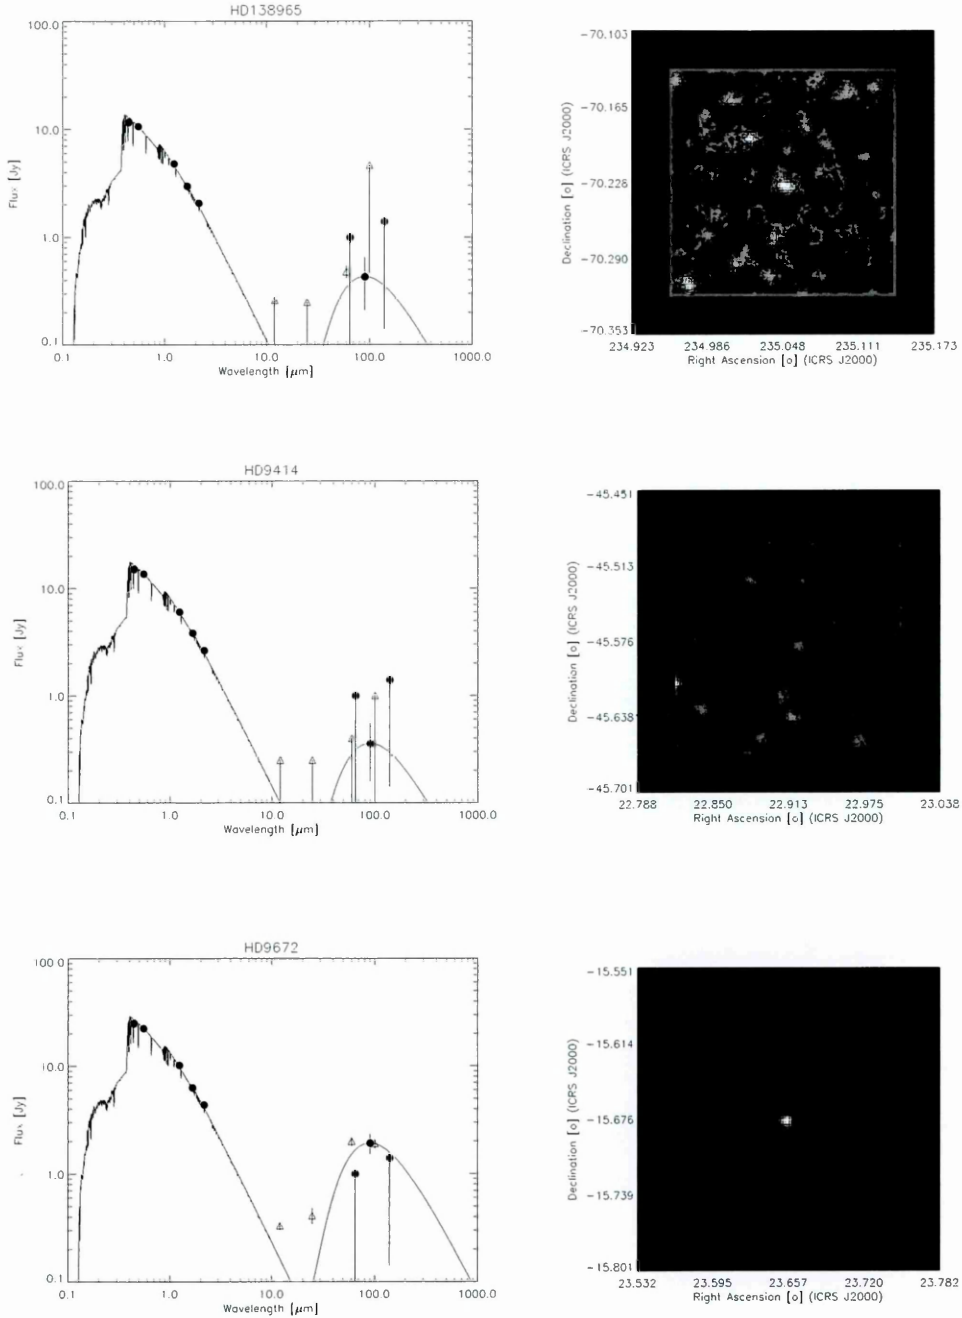 HD138965
100.0
10.0
1.0
0.1
Flux [Jy]
0.1 1.0 10.0 100.0 1000.0
Wavelength [μm]
-70.103
-70.165
-70.228
-70.290
-70.353
Declination [o] (ICRS J2000)
234.923 234.986 235.048 235.111 235.173
Right Ascension [o] (ICRS J2000)
HD9414
100.0
10.0
1.0
0.1
Flux [Jy]
0.1 1.0 10.0 100.0 1000.0
Wavelength [μm]
-45.451
-45.513
-45.576
-45.638
-45.701
Declination [o] (ICRS J2000)
22.788 22.850 22.913 22.975 23.038
Right Ascension [o] (ICRS J2000)
HD9672
100.0
10.0
1.0
0.1
Flux [Jy]
0.1 1.0 10.0 100.0 1000.0
Wavelength [μm]
-15.551
-15.614
-15.676
-15.739
-15.801
Declination [o] (ICRS J2000)
23.532 23.595 23.657 23.720 23.782
Right Ascension [o] (ICRS J2000)